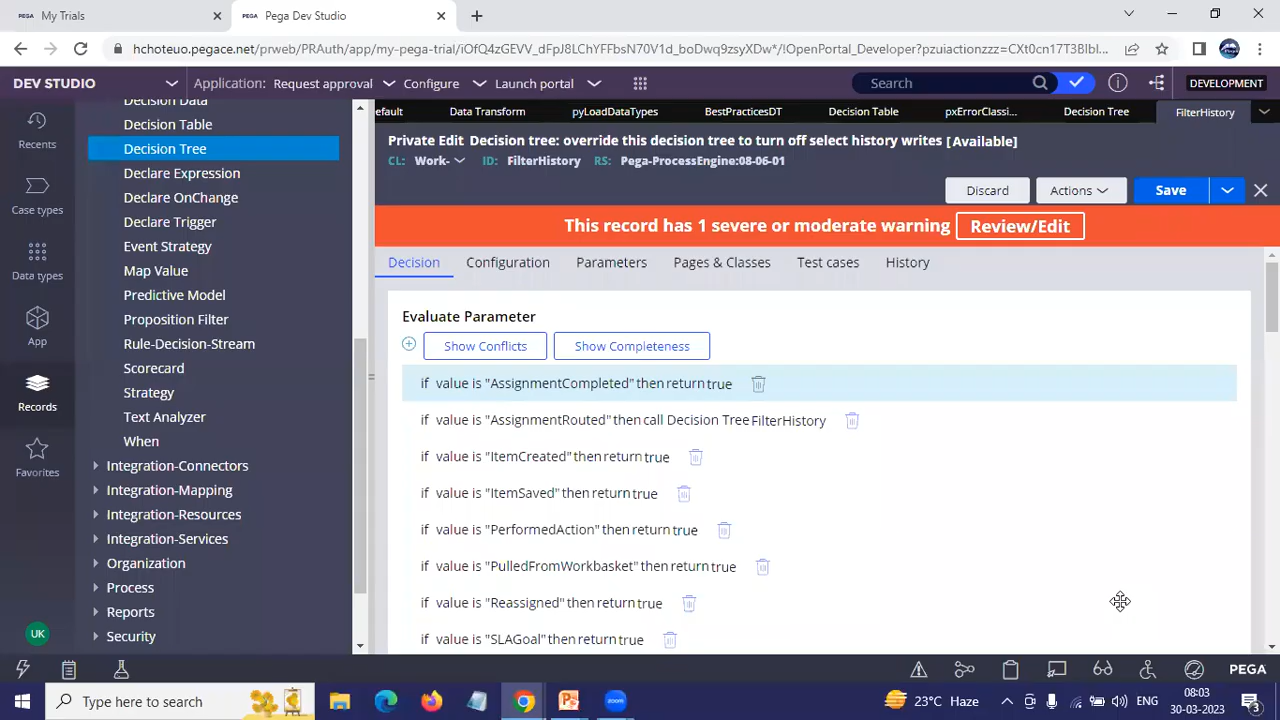 PEGA My Trials
PEGA Pega Dev Studio
hchoteuo.pegace.net/prweb/PRAuth/app/my-pega-trial/iOfQ4zGEVV_dFpJ8LChYFFbsN70V1d_boDwq9zsyXDw*/!OpenPortal_Developer?pzuiactionzzz=CXt0cn17T3Blbl...
DEV STUDIO Application: Request approval Configure Launch portal Search DEVELOPMENT
Recents
Case types
Data types
App
Records
Favorites
UK
Decision Data
Decision Table
Decision Tree
Declare Expression
Declare OnChange
Declare Trigger
Event Strategy
Map Value
Predictive Model
Proposition Filter
Rule-Decision-Stream
Scorecard
Strategy
Text Analyzer
When
Integration-Connectors
Integration-Mapping
Integration-Resources
Integration-Services
Organization
Process
Reports
Security
efault Data Transform pyLoadDataTypes BestPracticesDT Decision Table pxErrorClassi... Decision Tree FilterHistory
Private Edit Decision tree: override this decision tree to turn off select history writes [Available]
CL: Work- ID: FilterHistory RS: Pega-ProcessEngine:08-06-01
Discard Actions Save
This record has 1 severe or moderate warning Review/Edit
Decision Configuration Parameters Pages & Classes Test cases History
Evaluate Parameter
Show Conflicts Show Completeness
if value is "AssignmentCompleted" then return true
if value is "AssignmentRouted" then call Decision Tree FilterHistory
if value is "ItemCreated" then return true
if value is "ItemSaved" then return true
if value is "PerformedAction" then return true
if value is "PulledFromWorkbasket" then return true
if value is "Reassigned" then return true
if value is "SLAGoal" then return true
PEGA
Type here to search
23°C Haze ENG 08:03
30-03-2023
3